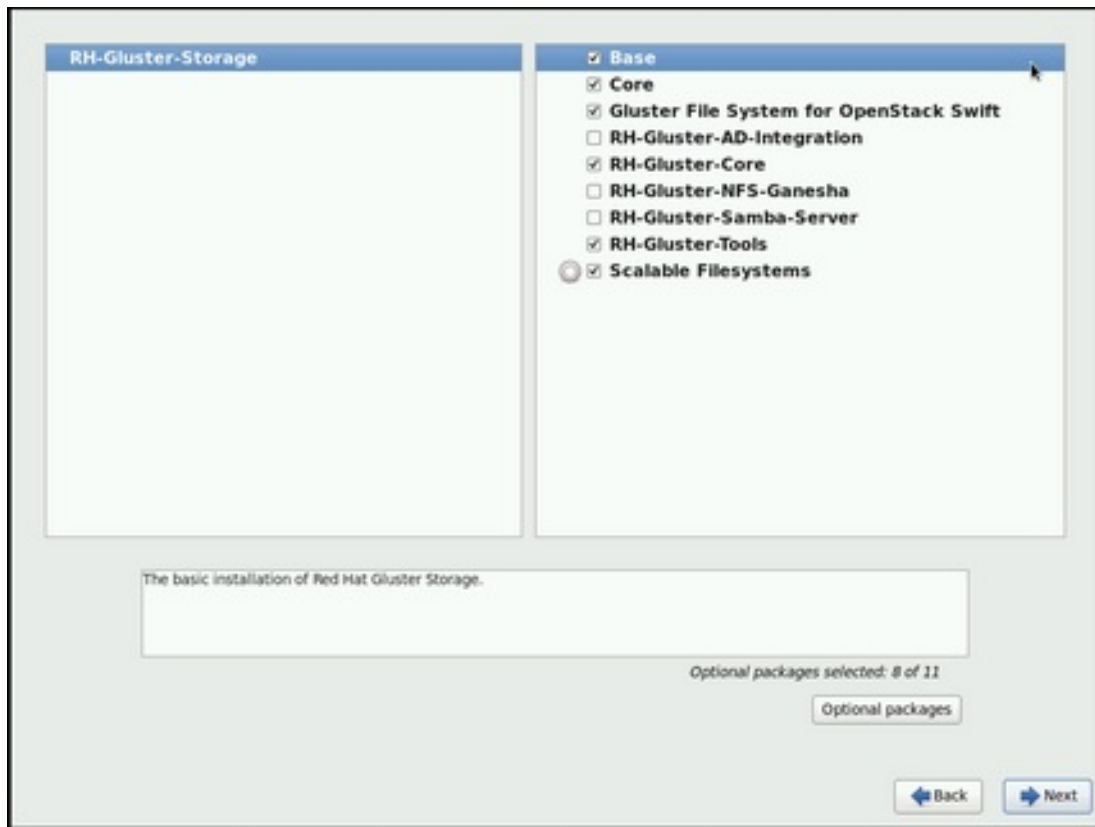 RH-Gluster-Storage
Base
Core
Gluster File System for OpenStack Swift
RH-Gluster-AD-Integration
RH-Gluster-Core
RH-Gluster-NFS-Ganesha
RH-Gluster-Samba-Server
RH-Gluster-Tools
Scalable Filesystems
The basic installation of Red Hat Gluster Storage.
Optional packages selected: 8 of 11
Optional packages
Back
Next